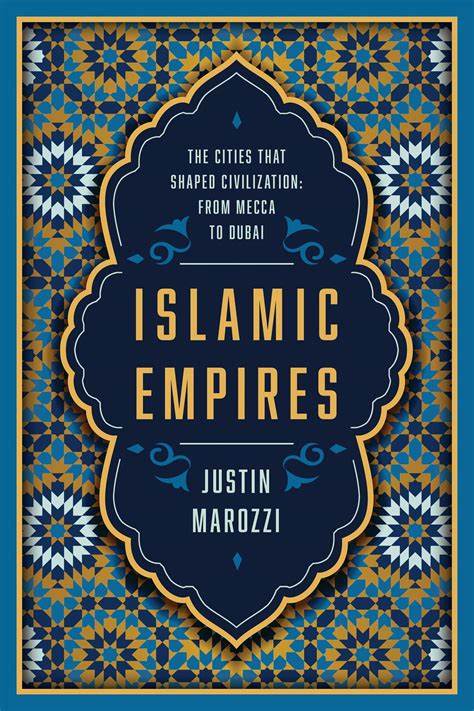 THE CITIES THAT
SHAPED CIVILIZATION:
FROM MECCA
TO DUBAI
ISLAMIC
EMPIRES
JUSTIN
MAROZZI